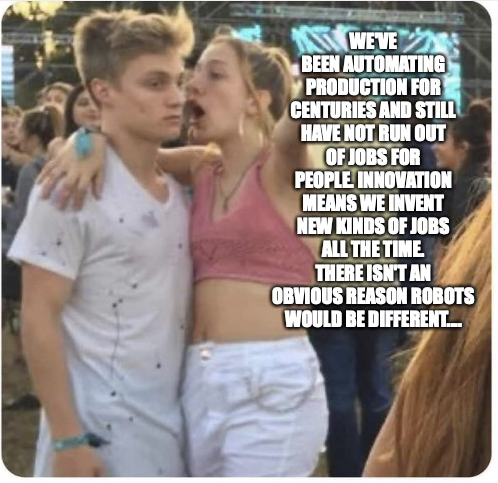 WE'VE
BEEN AUTOMATING
PRODUCTION FOR
CENTURIES AND STILL
HAVE NOT RUN OUT
OF JOBS FOR
PEOPLE. INNOVATION
MEANS WE INVENT
NEW KINDS OF JOBS
ALL THE TIME.
THERE ISN'T AN
OBVIOUS REASON ROBOTS
WOULD BE DIFFERENT....